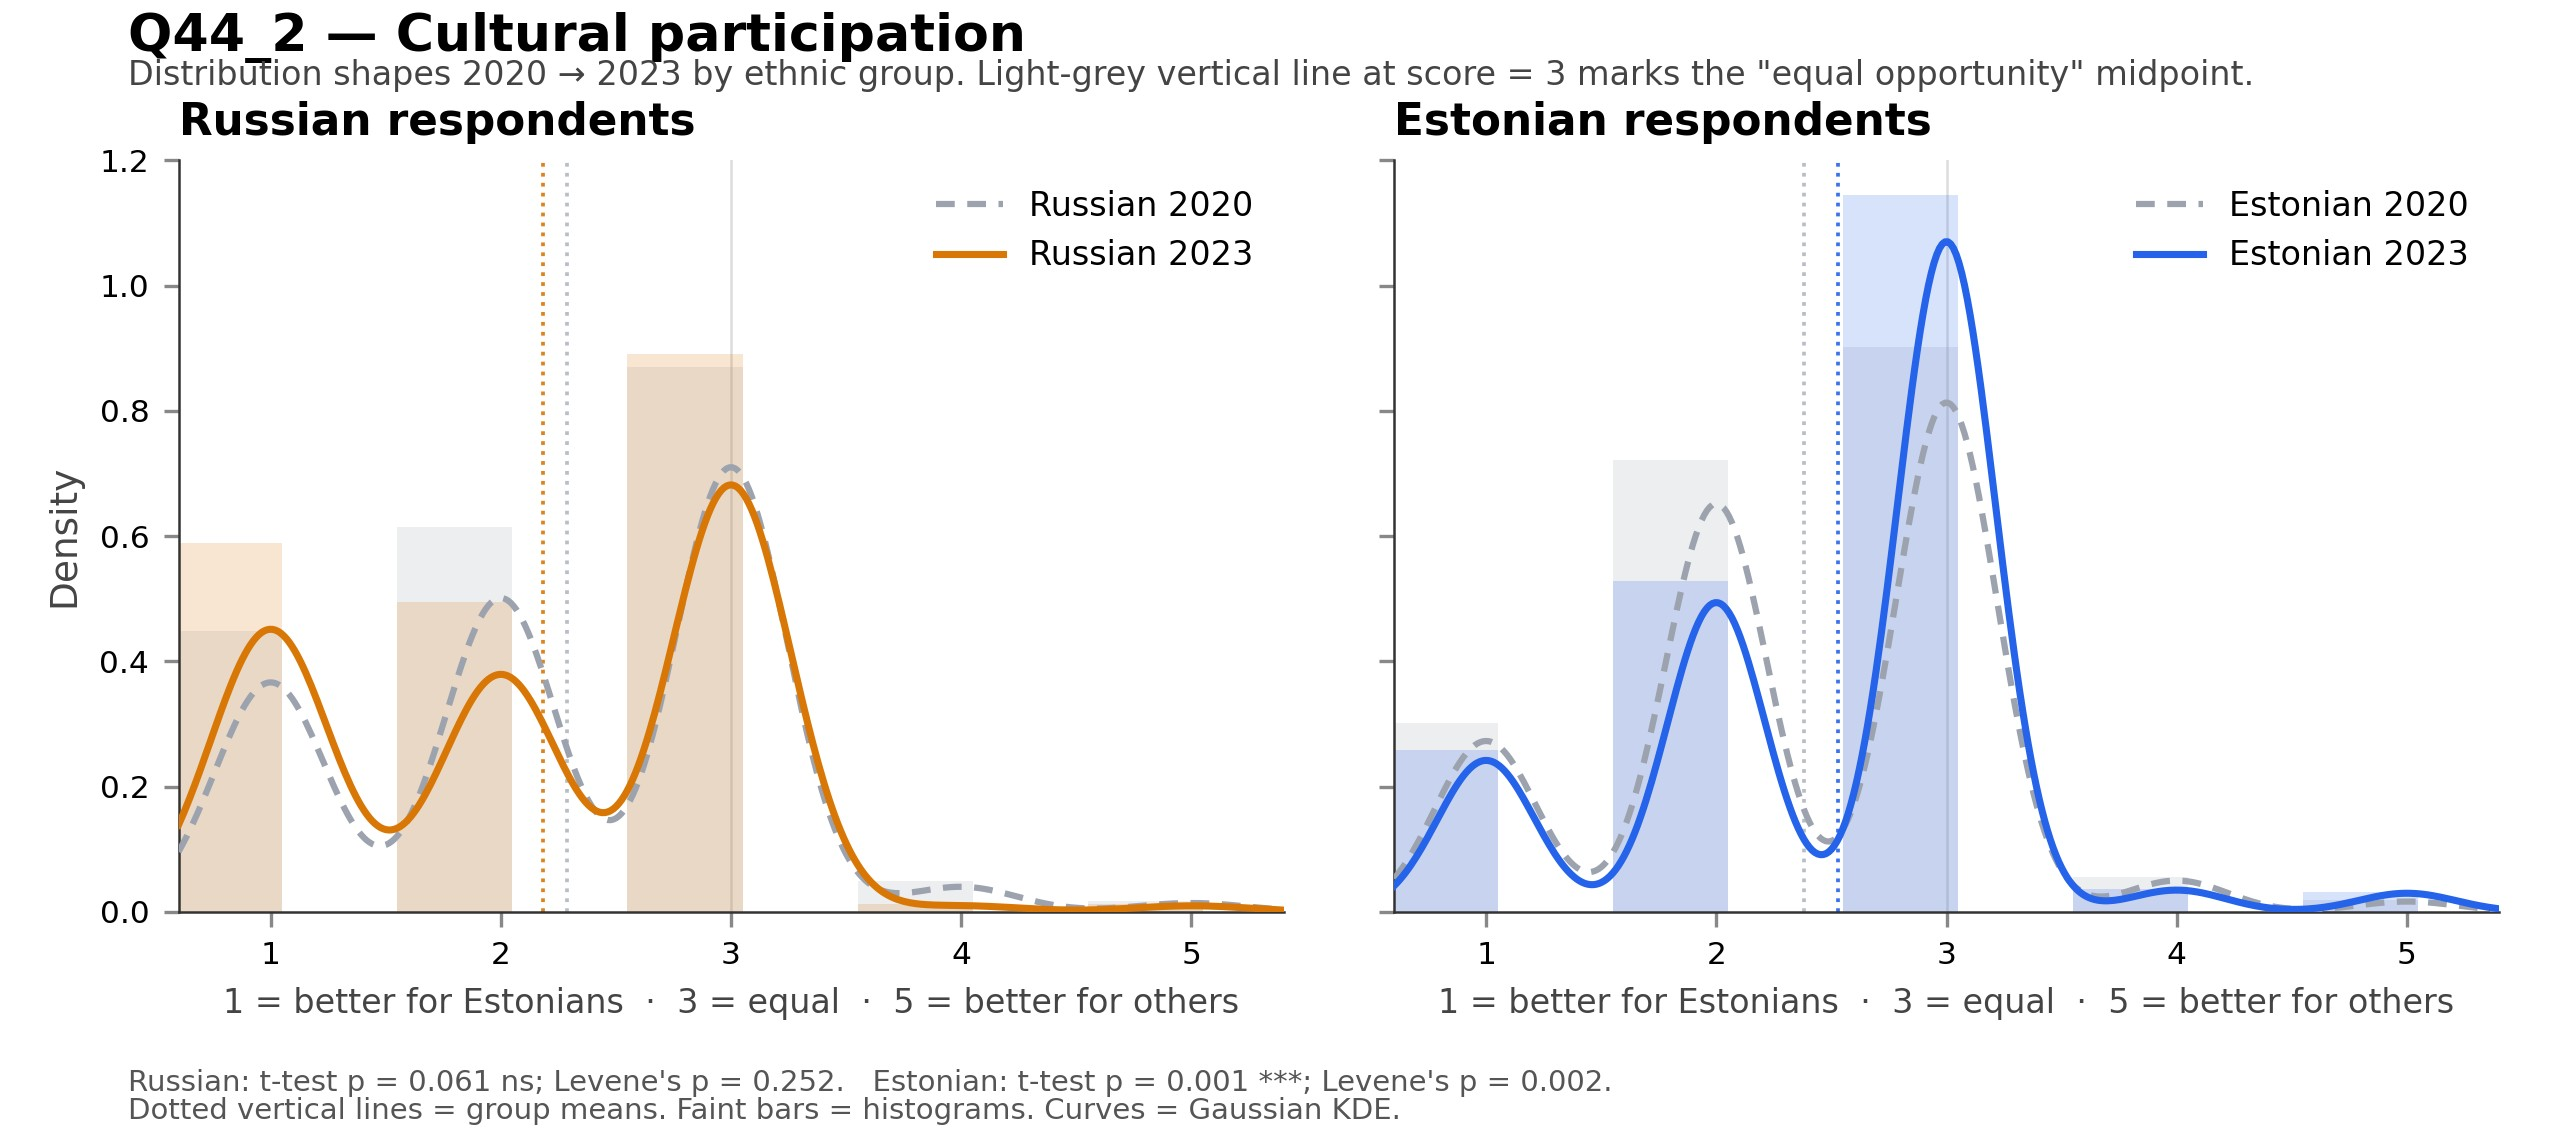 Q44_2 — Cultural participation
Distribution shapes 2020 → 2023 by ethnic group. Light-grey vertical line at score = 3 marks the "equal opportunity" midpoint.
Russian respondents
Estonian respondents
1.2
1.0
0.8
0.6
0.4
0.2
0.0
Density
Russian 2020
Russian 2023
Estonian 2020
Estonian 2023
1 2 3 4 5
1 2 3 4 5
1 = better for Estonians · 3 = equal · 5 = better for others
1 = better for Estonians · 3 = equal · 5 = better for others
Russian: t-test p = 0.061 ns; Levene's p = 0.252. Estonian: t-test p = 0.001 ***; Levene's p = 0.002.
Dotted vertical lines = group means. Faint bars = histograms. Curves = Gaussian KDE.